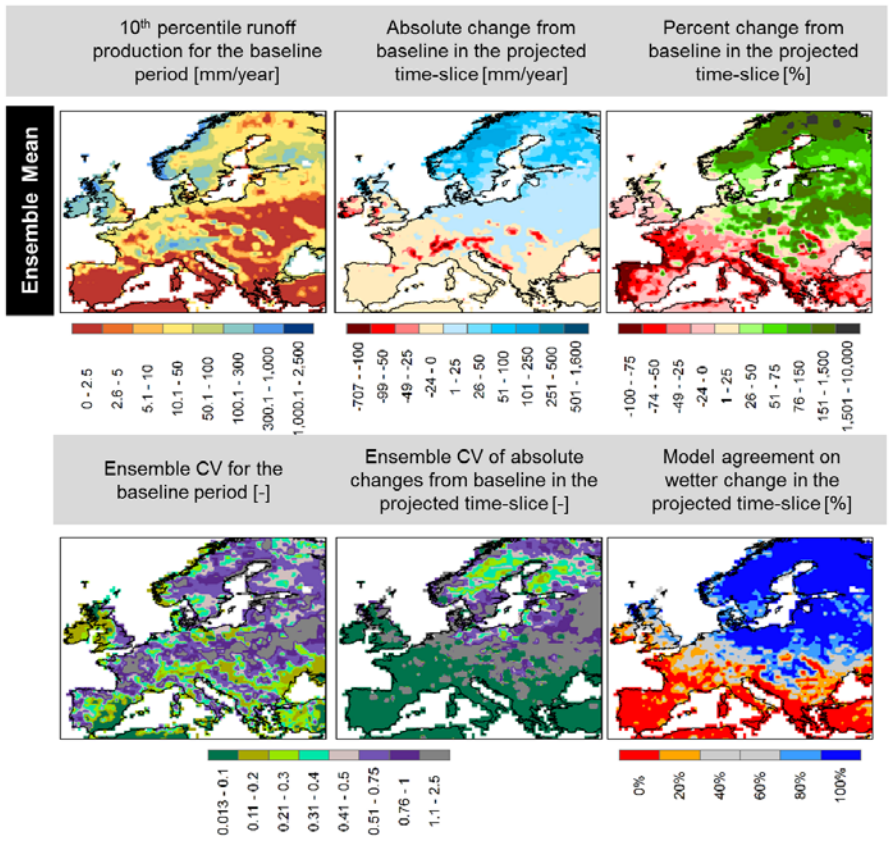 10th percentile runoff
production for the baseline
period [mm/year]
Absolute change from
baseline in the projected
time-slice [mm/year]
Percent change from
baseline in the projected
time-slice [%]
Ensemble Mean
0 - 2.5
2.6 - 5
5.1 - 10
10.1 - 50
50.1 - 100
100.1 - 300
300.1 - 1,000
1,000.1 - 2,500
-707 - -100
-99 - -50
-49 - -25
-24 - 0
1 - 25
26 - 50
51 - 100
101 - 250
251 - 500
501 - 1,600
-100 - -75
-74 - -50
-49 - -25
-24 - 0
1 - 25
26 - 50
51 - 75
76 - 150
151 - 1,500
1,501 - 10,000
Ensemble CV for the
baseline period [-]
Ensemble CV of absolute
changes from baseline in the
projected time-slice [-]
Model agreement on
wetter change in the
projected time-slice [%]
0.013 - 0.1
0.11 - 0.2
0.21 - 0.3
0.31 - 0.4
0.41 - 0.5
0.51 - 0.75
0.76 - 1
1.1 - 2.5
0%
20%
40%
60%
80%
100%